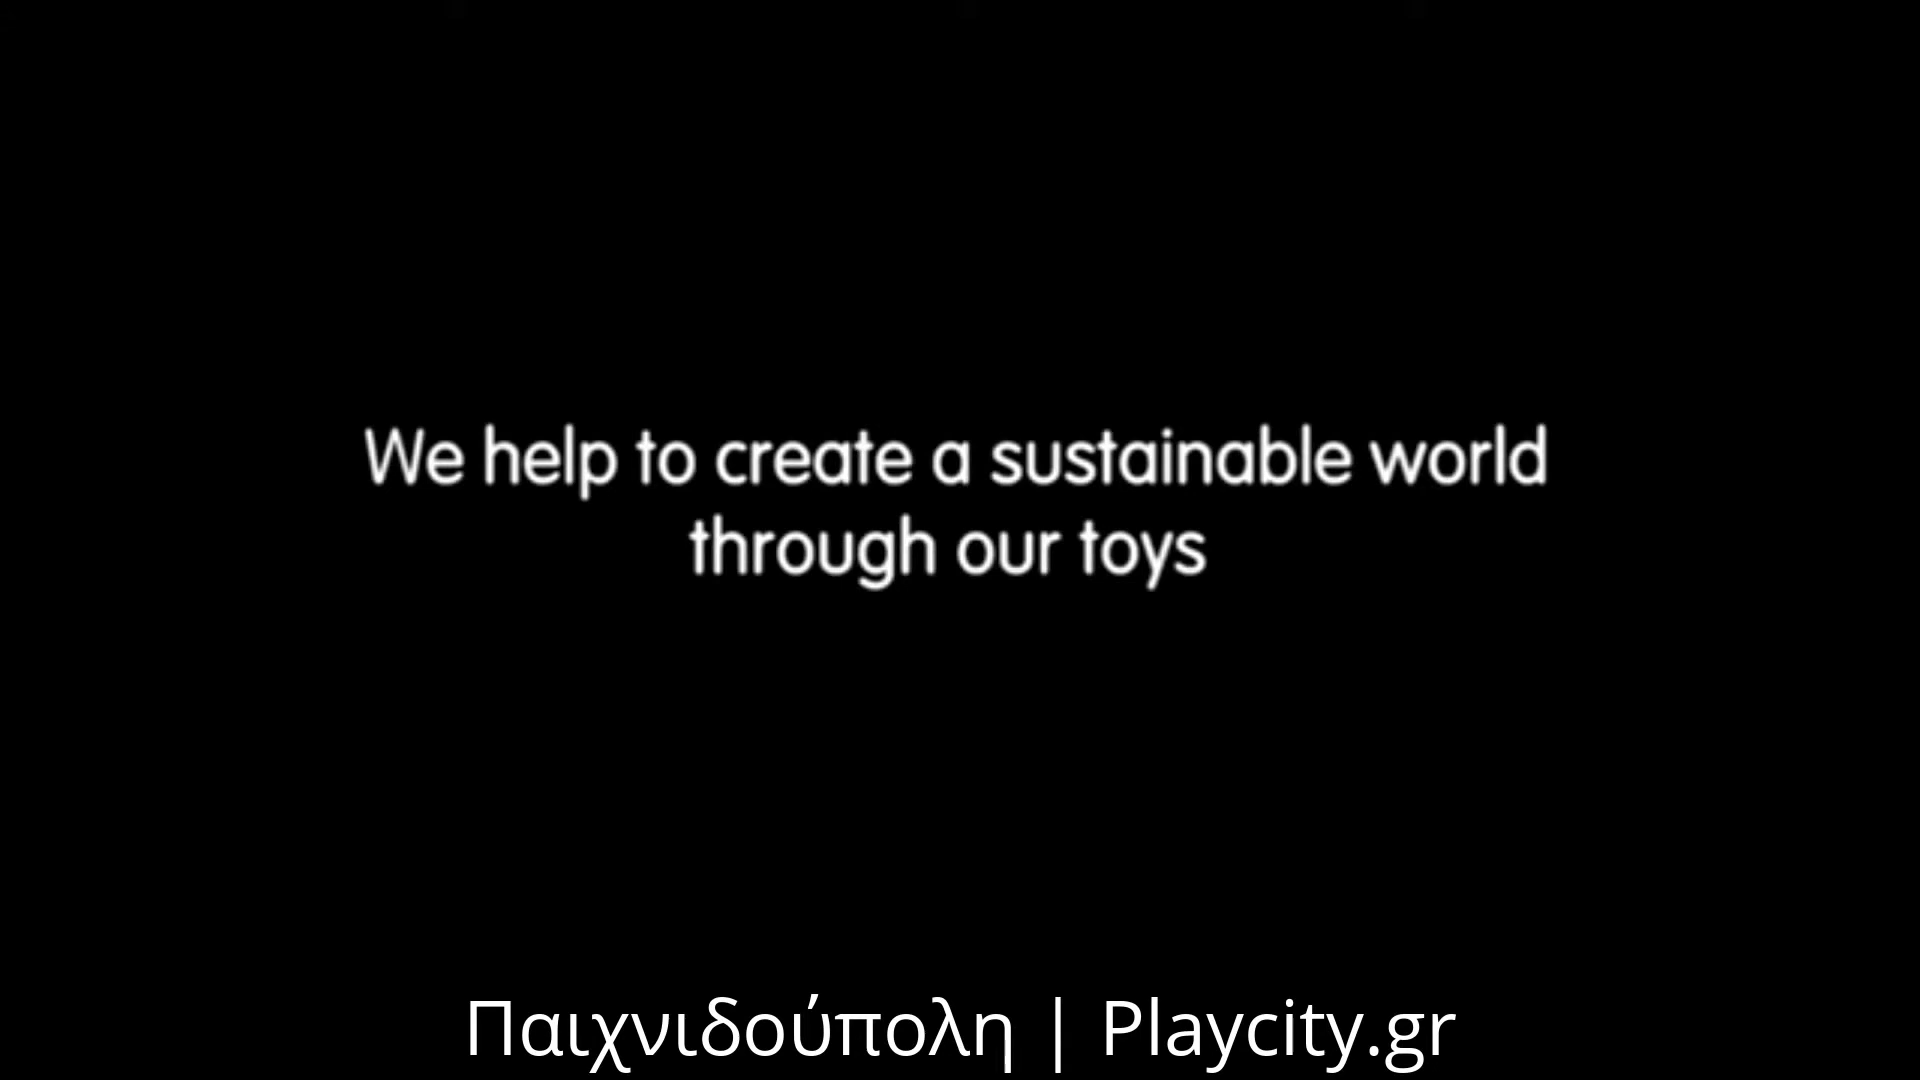 We help to create a sustainable world
through our toys
Παιχνιδούπολη | Playcity.gr